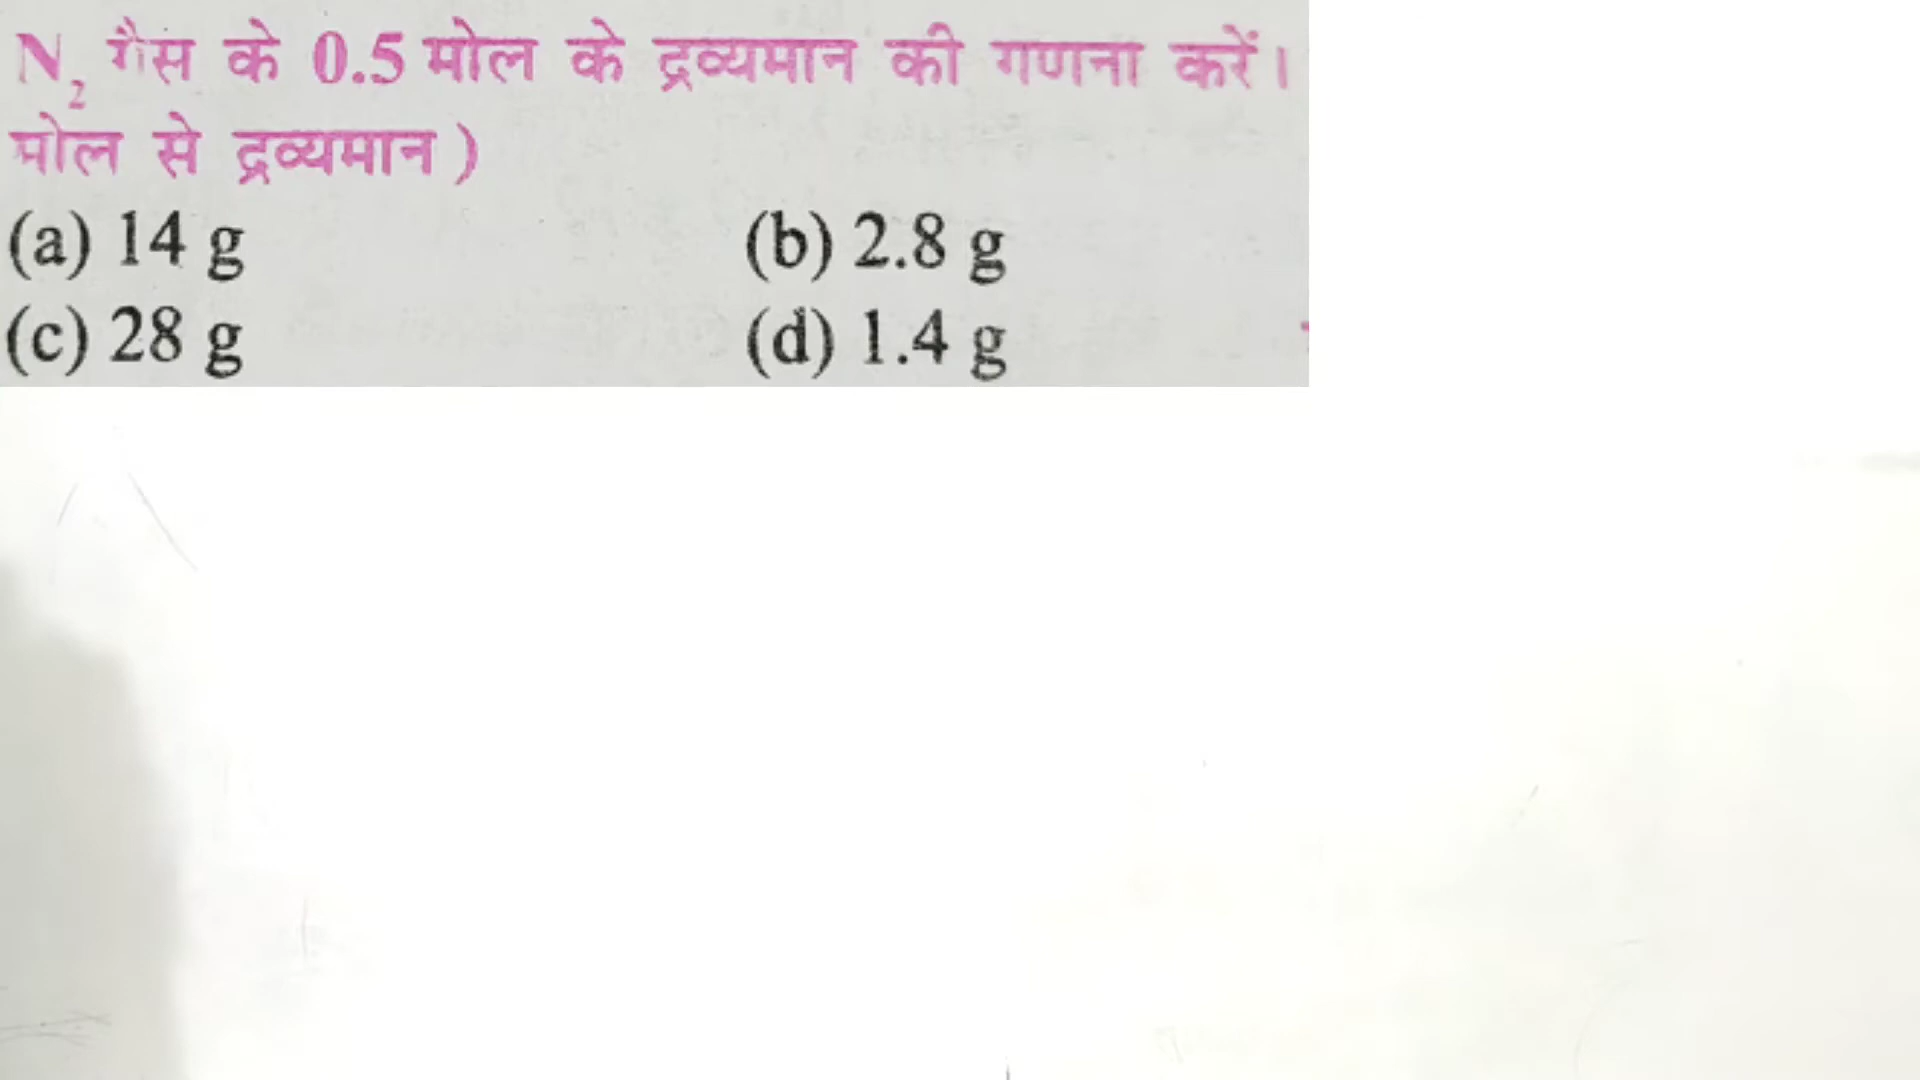 N₂ गैस के 0.5 मोल के द्रव्यमान की गणना करें।
मोल से द्रव्यमान)
(a) 14 g (b) 2.8 g
(c) 28 g (d) 1.4 g